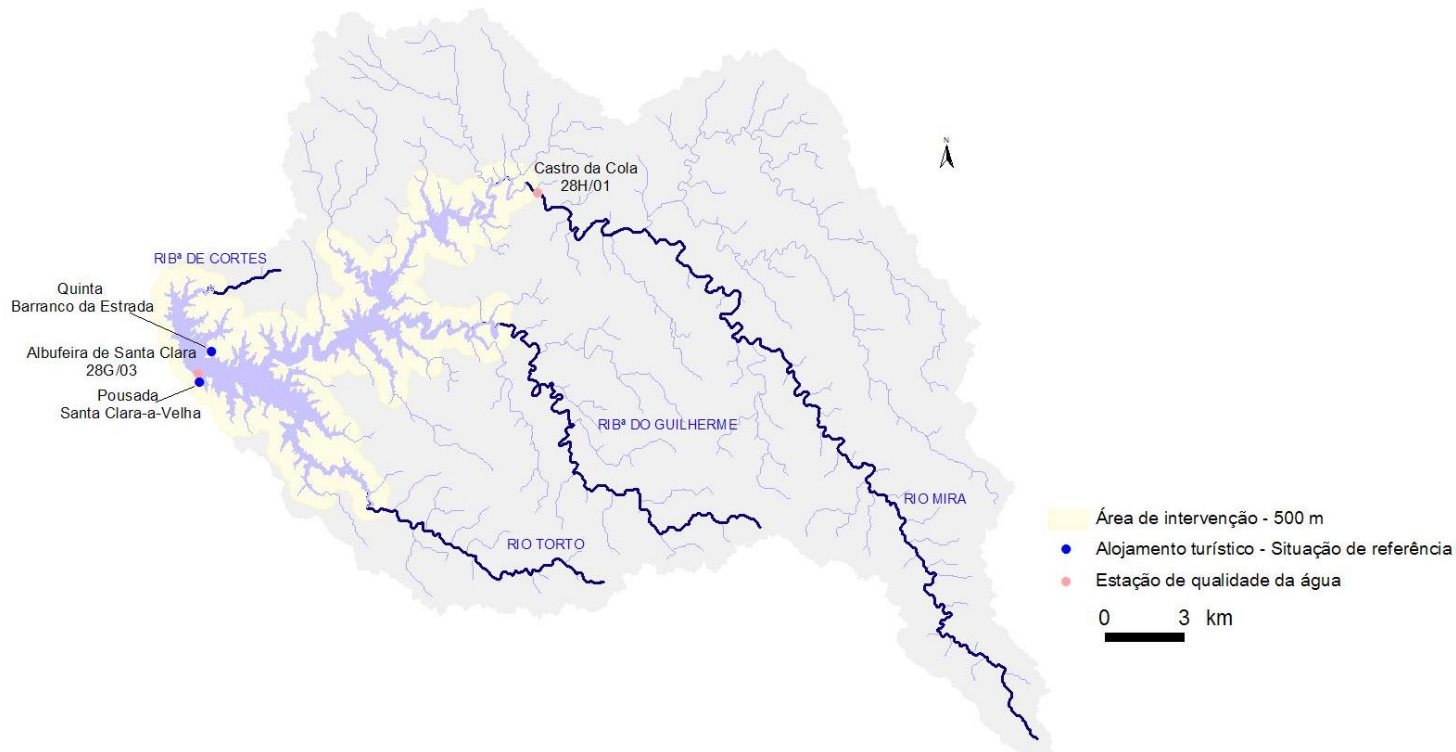 N
Castro da Cola
28H/01
RIBª DE CORTES
Quinta
Barranco da Estrada
Albufeira de Santa Clara
28G/03
Pousada
Santa Clara-a-Velha
RIBª DO GUILHERME
RIO MIRA
RIO TORTO
Área de intervenção - 500 m
Alojamento turístico - Situação de referência
Estação de qualidade da água
0 3 km